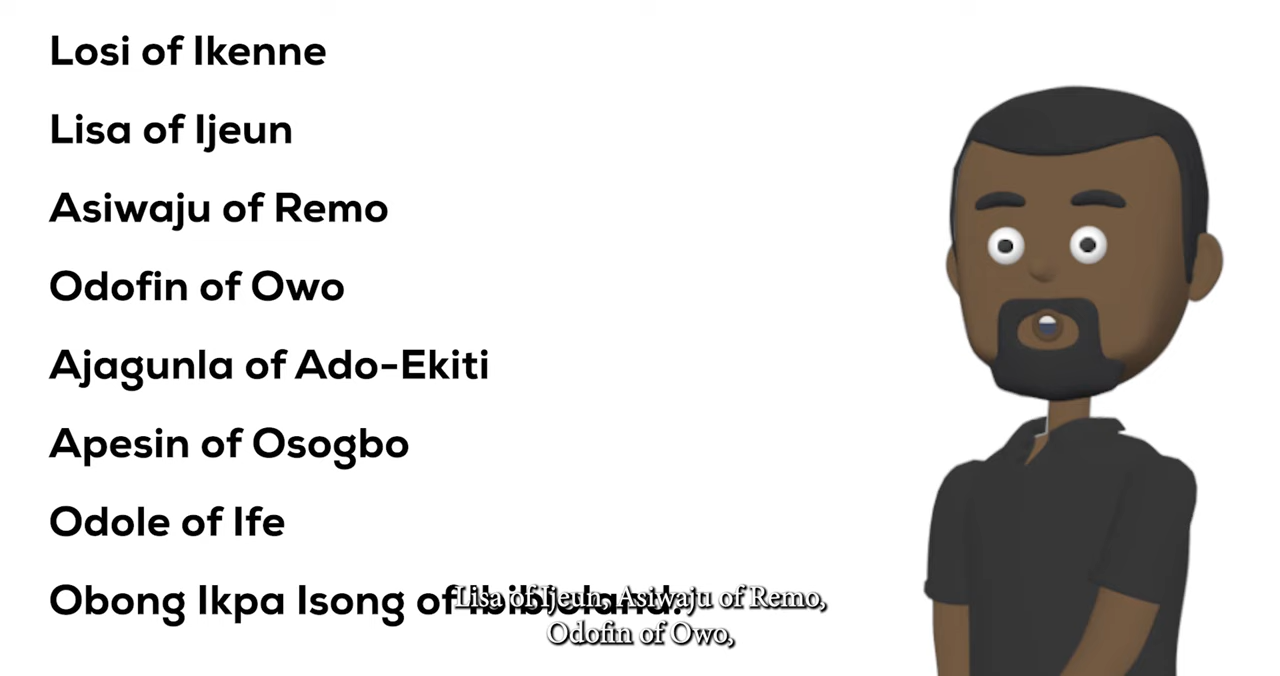 Losi of Ikenne
Lisa of Ijeun
Asiwaju of Remo
Odofin of Owo
Ajagunla of Ado-Ekiti
Apesin of Osogbo
Odole of Ife
Obong Ikpa Isong of Ibibioland.
Lisa of Ijeun, Asiwaju of Remo,
Odofin of Owo,